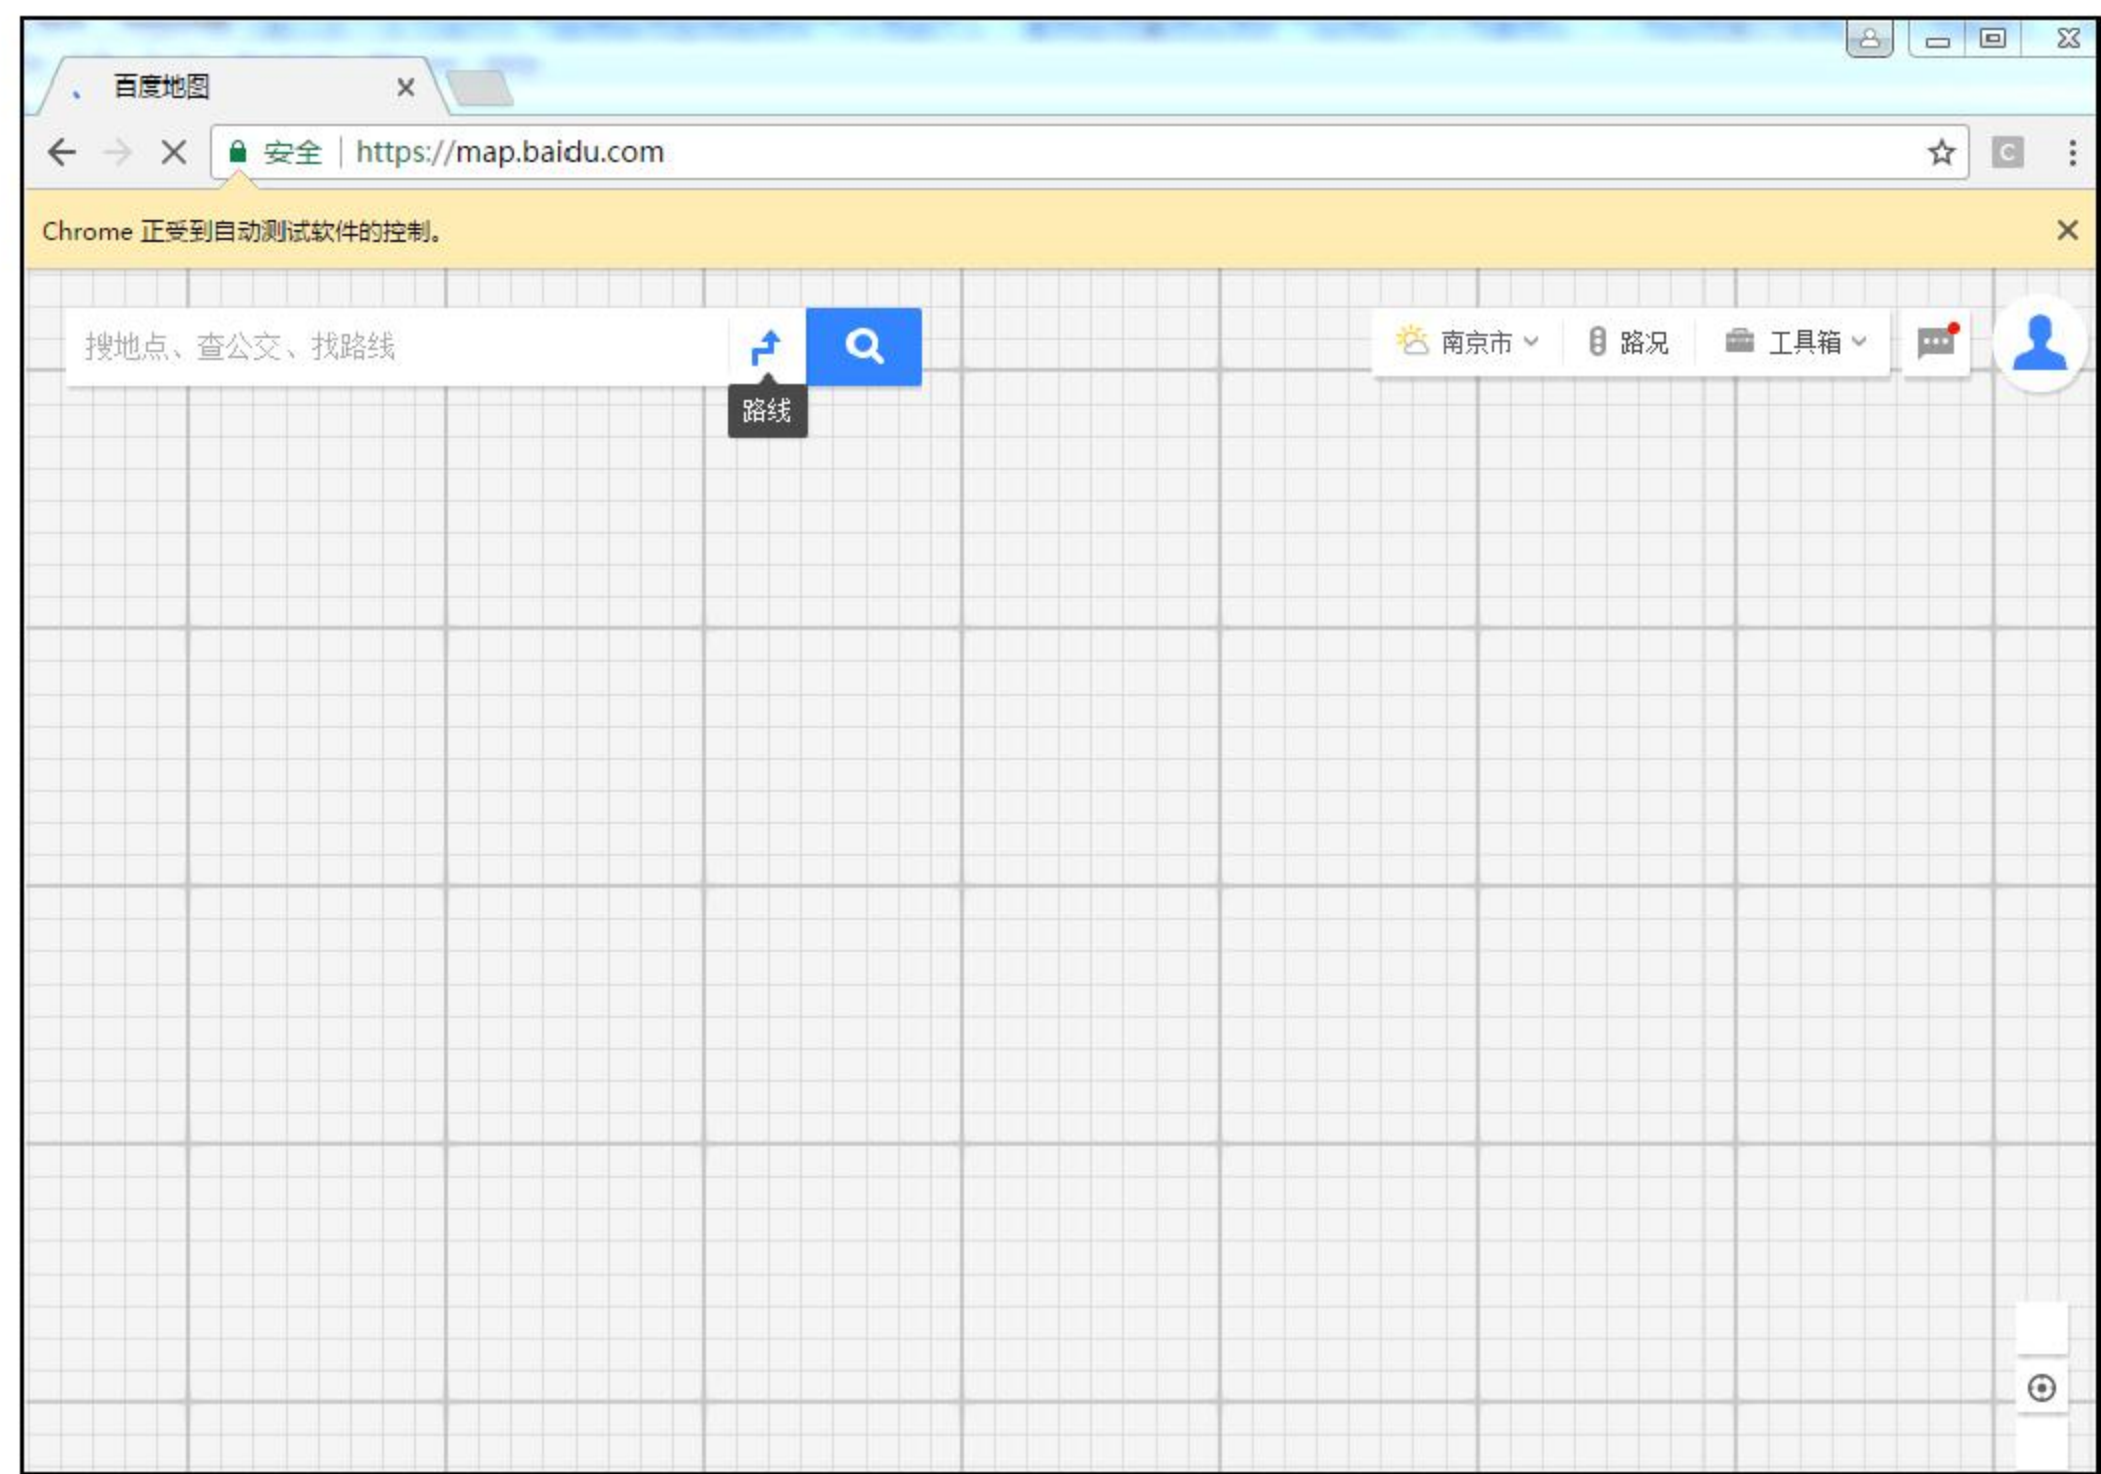 百度地图
安全 https://map.baidu.com
C
Chrome 正受到自动测试软件的控制。
搜地点、查公交、找路线
南京市 路况 工具箱
路线